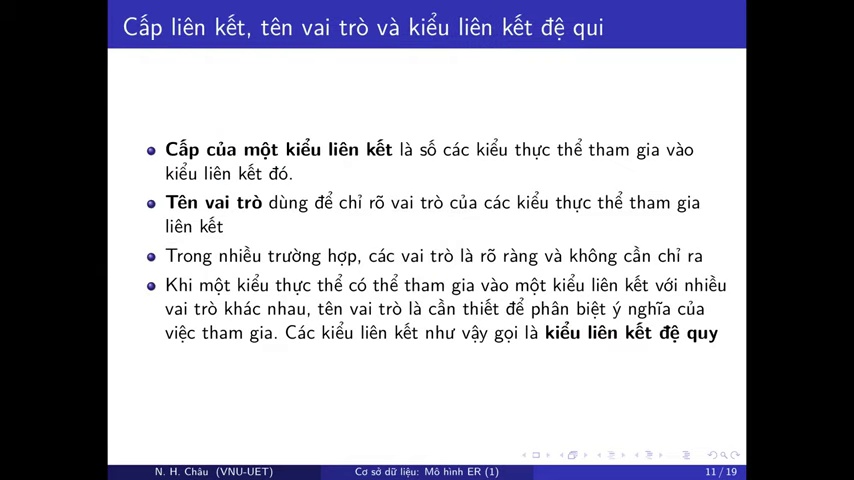 Cấp liên kết, tên vai trò và kiểu liên kết đệ qui
Cấp của một kiểu liên kết là số các kiểu thực thể tham gia vào
kiểu liên kết đó.
Tên vai trò dùng để chỉ rõ vai trò của các kiểu thực thể tham gia
liên kết
Trong nhiều trường hợp, các vai trò là rõ ràng và không cần chỉ ra
Khi một kiểu thực thể có thể tham gia vào một kiểu liên kết với nhiều
vai trò khác nhau, tên vai trò là cần thiết để phân biệt ý nghĩa của
việc tham gia. Các kiểu liên kết như vậy gọi là kiểu liên kết đệ quy
N. H. Châu (VNU-UET) Cơ sở dữ liệu: Mô hình ER (1) 11 / 19